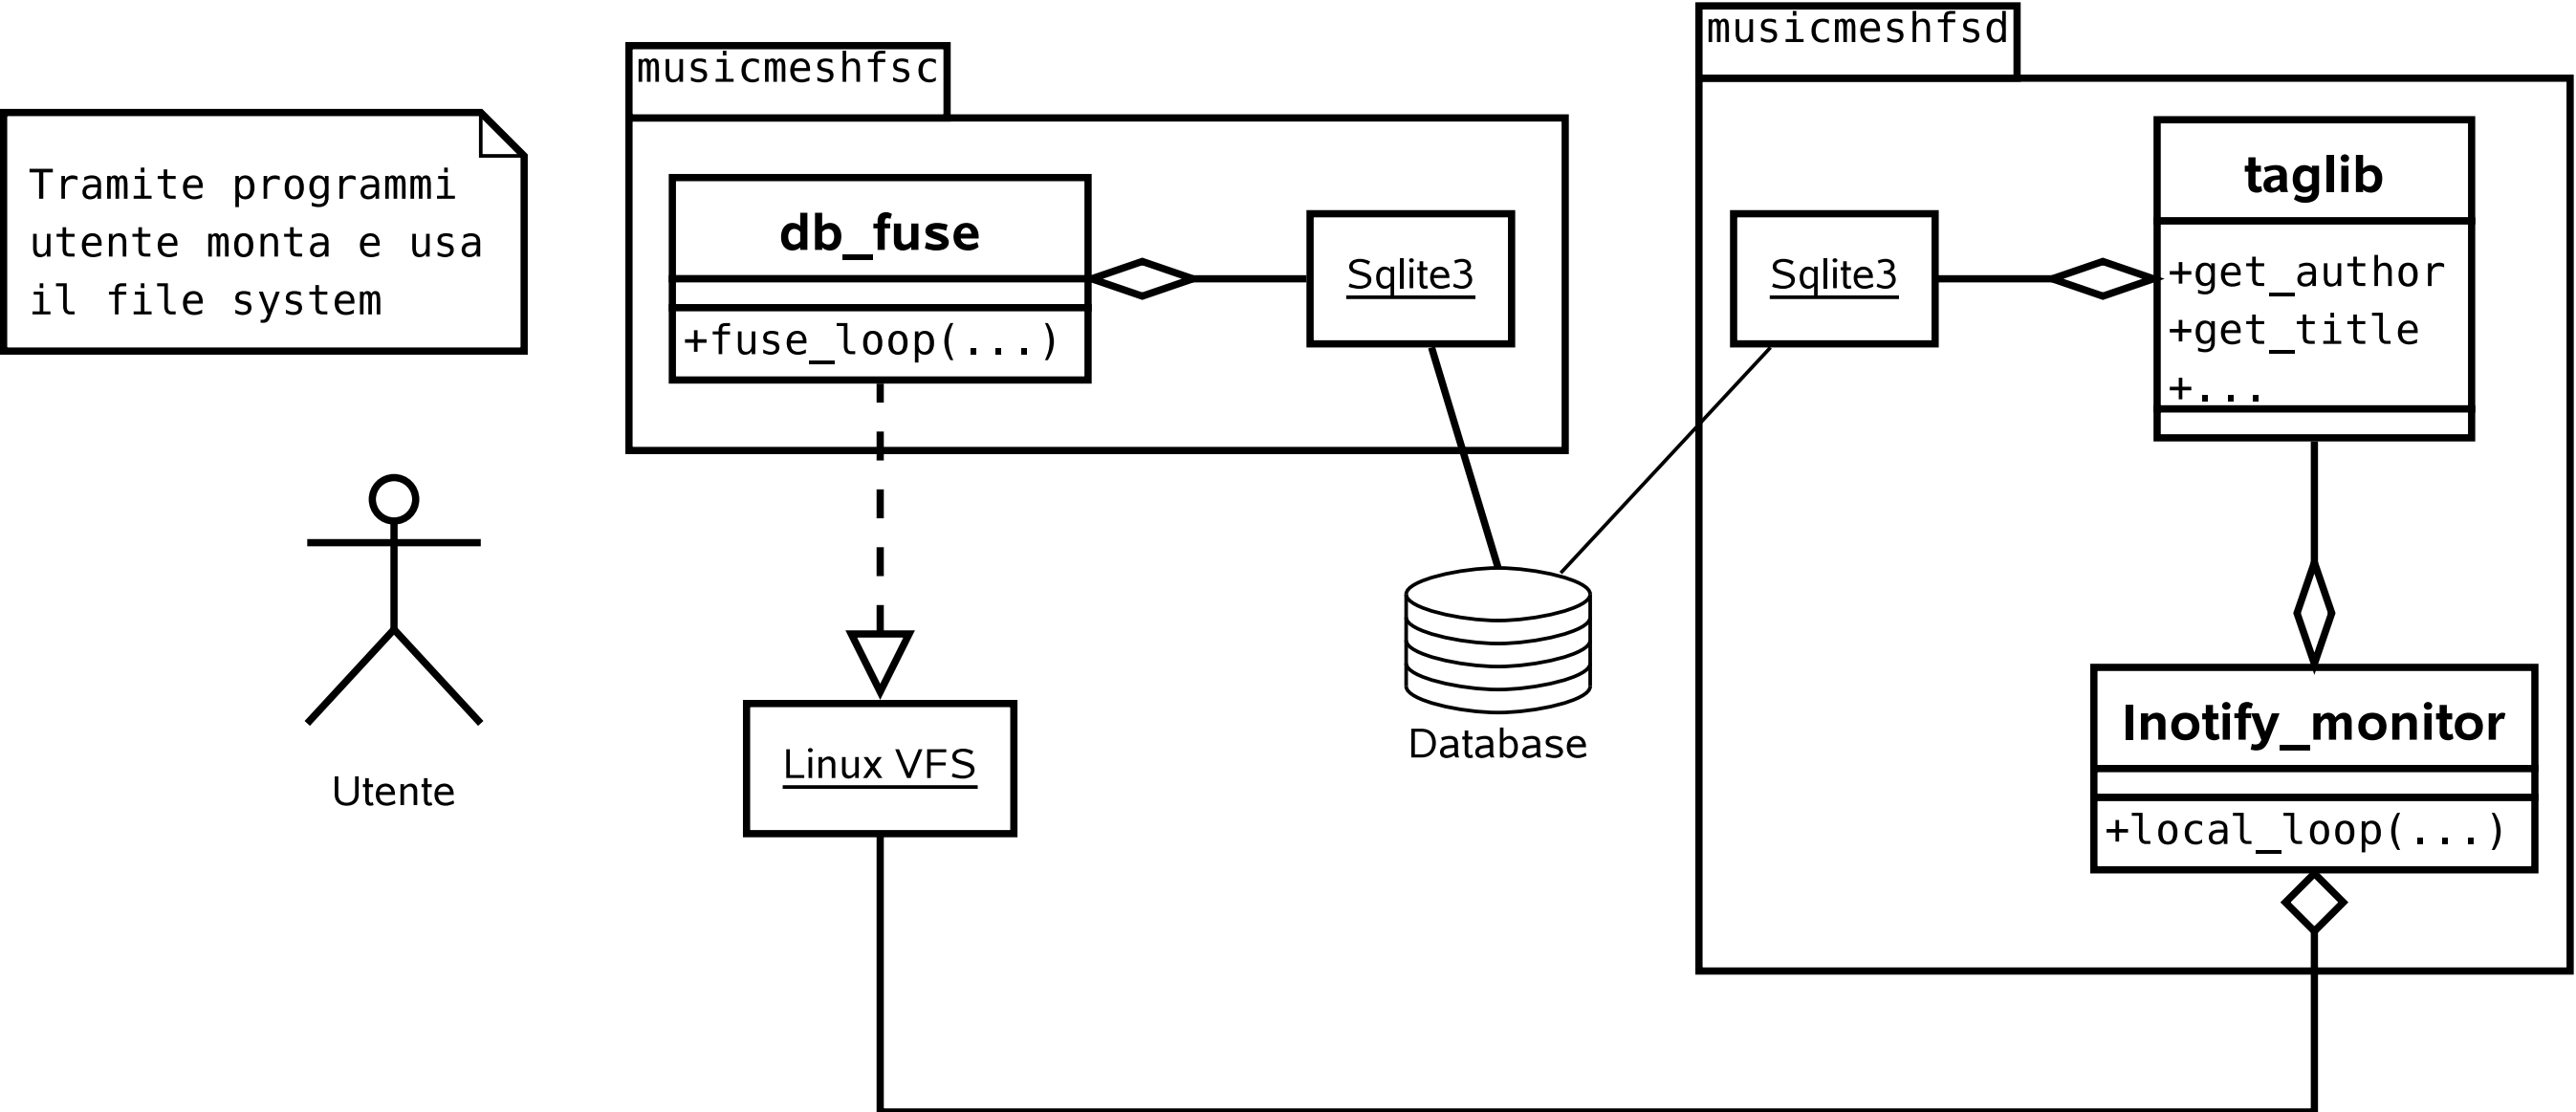 musicmeshfsd
musicmeshfsc
Tramite programmi
utente monta e usa
il file system
db_fuse
+fuse_loop(...)
Sqlite3
Sqlite3
taglib
+get_author
+get_title
+...
Utente
Linux VFS
Database
Inotify_monitor
+local_loop(...)